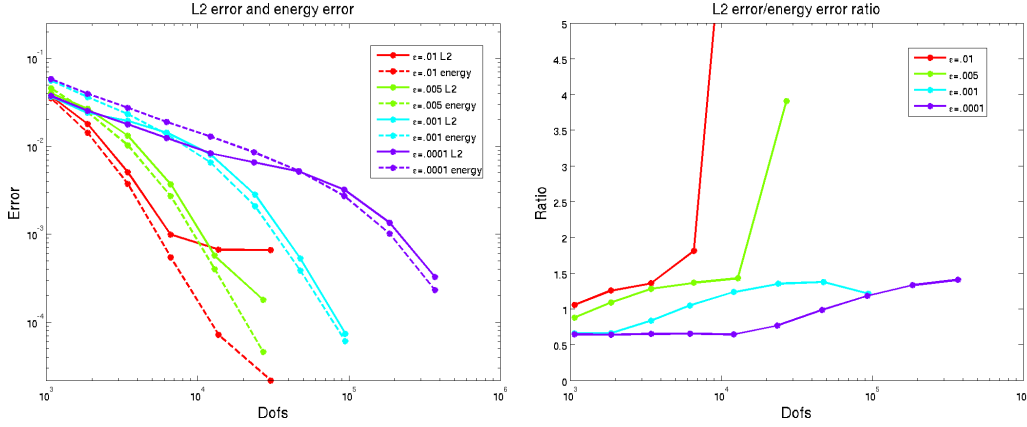 L2 error and energy error
10^-1
10^-2
10^-3
10^-4
10^3
10^4
10^5
10^6
Error
Dofs
ε=.01 L2
ε=.01 energy
ε=.005 L2
ε=.005 energy
ε=.001 L2
ε=.001 energy
ε=.0001 L2
ε=.0001 energy
L2 error/energy error ratio
5
4.5
4
3.5
3
2.5
2
1.5
1
0.5
0
10^3
10^4
10^5
10
Ratio
Dofs
ε=.01
ε=.005
ε=.001
ε=.0001